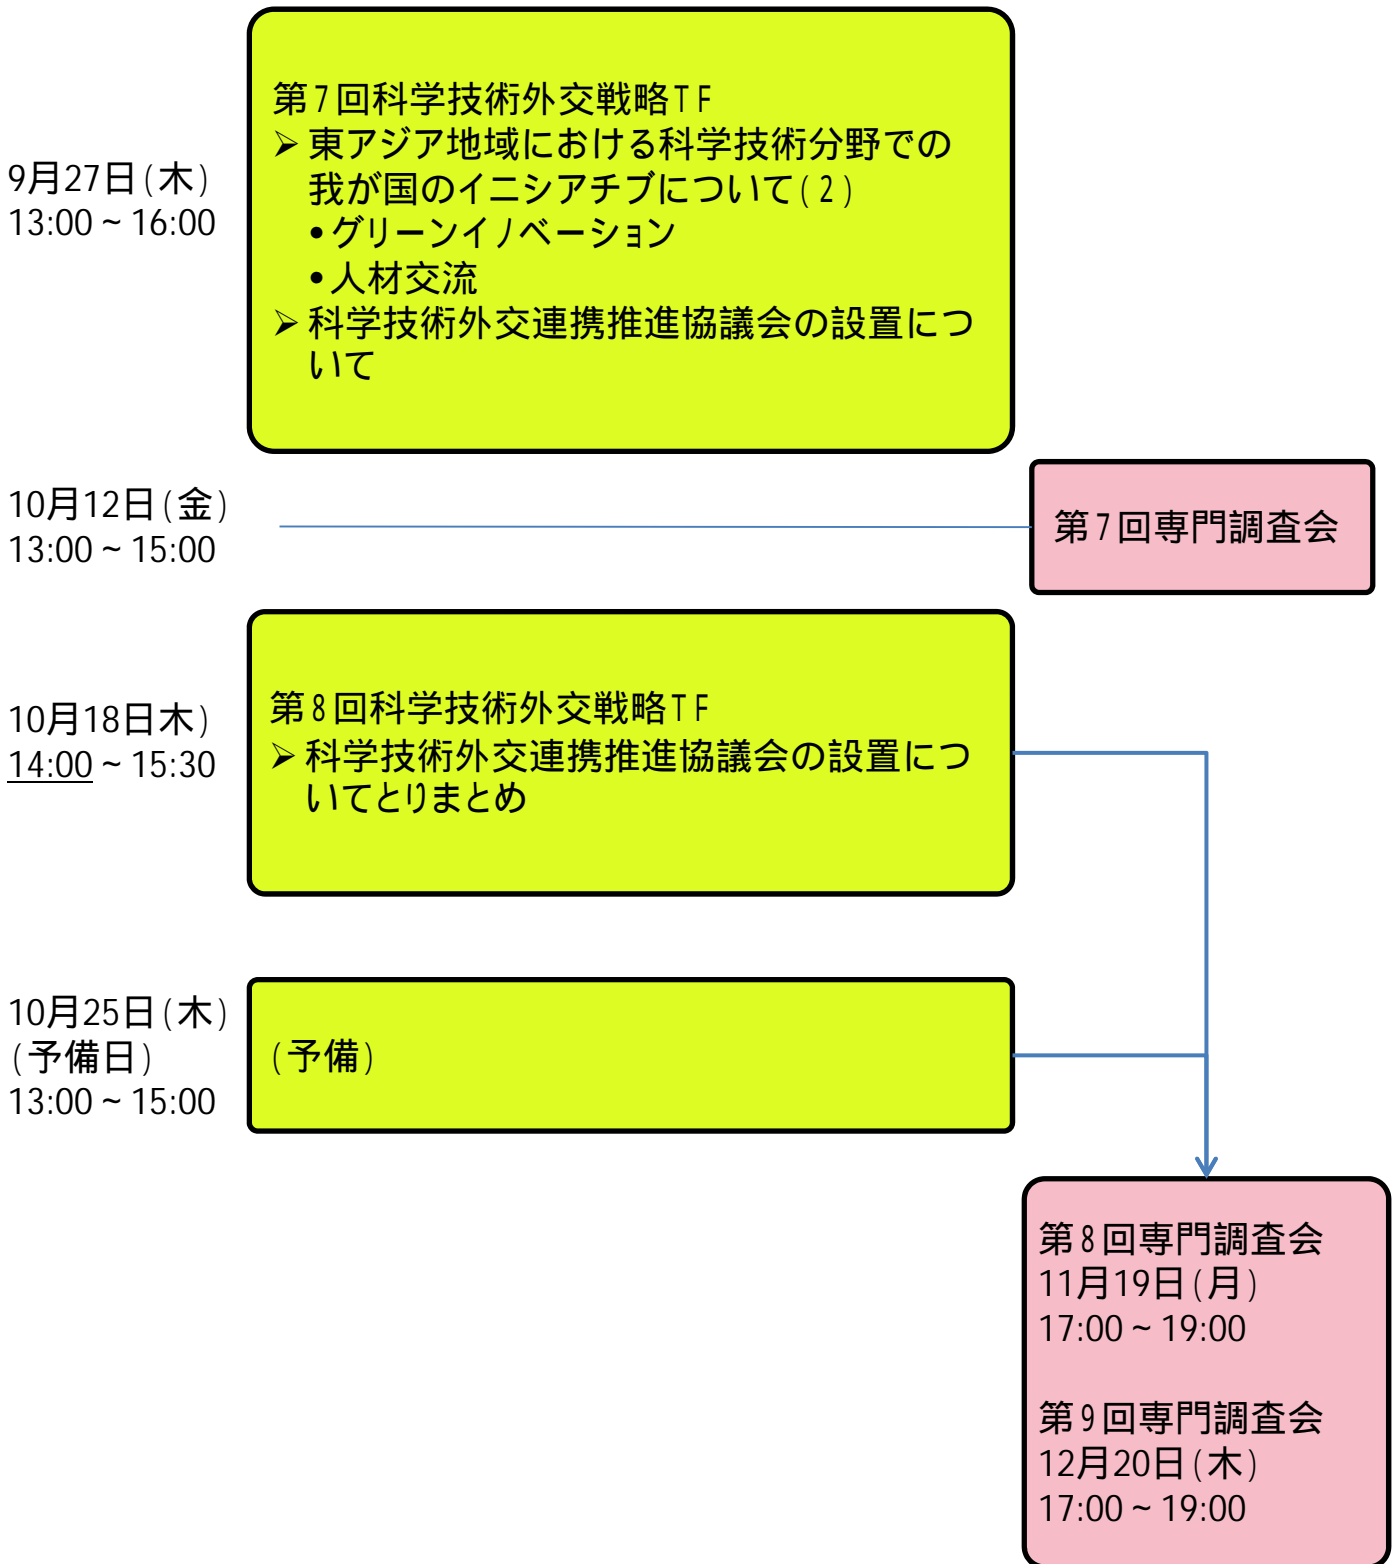 9月27日(木)
13:00 ~ 16:00
第7回科学技術外交戦略TF
➢ 東アジア地域における科学技術分野での
我が国のイニシアチブについて(2)
•グリーンイノベーション
•人材交流
➢ 科学技術外交連携推進協議会の設置につ
いて
10月12日(金)
13:00 ~ 15:00
第7回専門調査会
10月18日木)
14:00 ~ 15:30
第8回科学技術外交戦略TF
➢ 科学技術外交連携推進協議会の設置につ
いてとりまとめ
10月25日(木)
(予備日)
13:00 ~ 15:00
(予備)
第8回専門調査会
11月19日(月)
17:00 ~ 19:00
第9回専門調査会
12月20日(木)
17:00 ~ 19:00